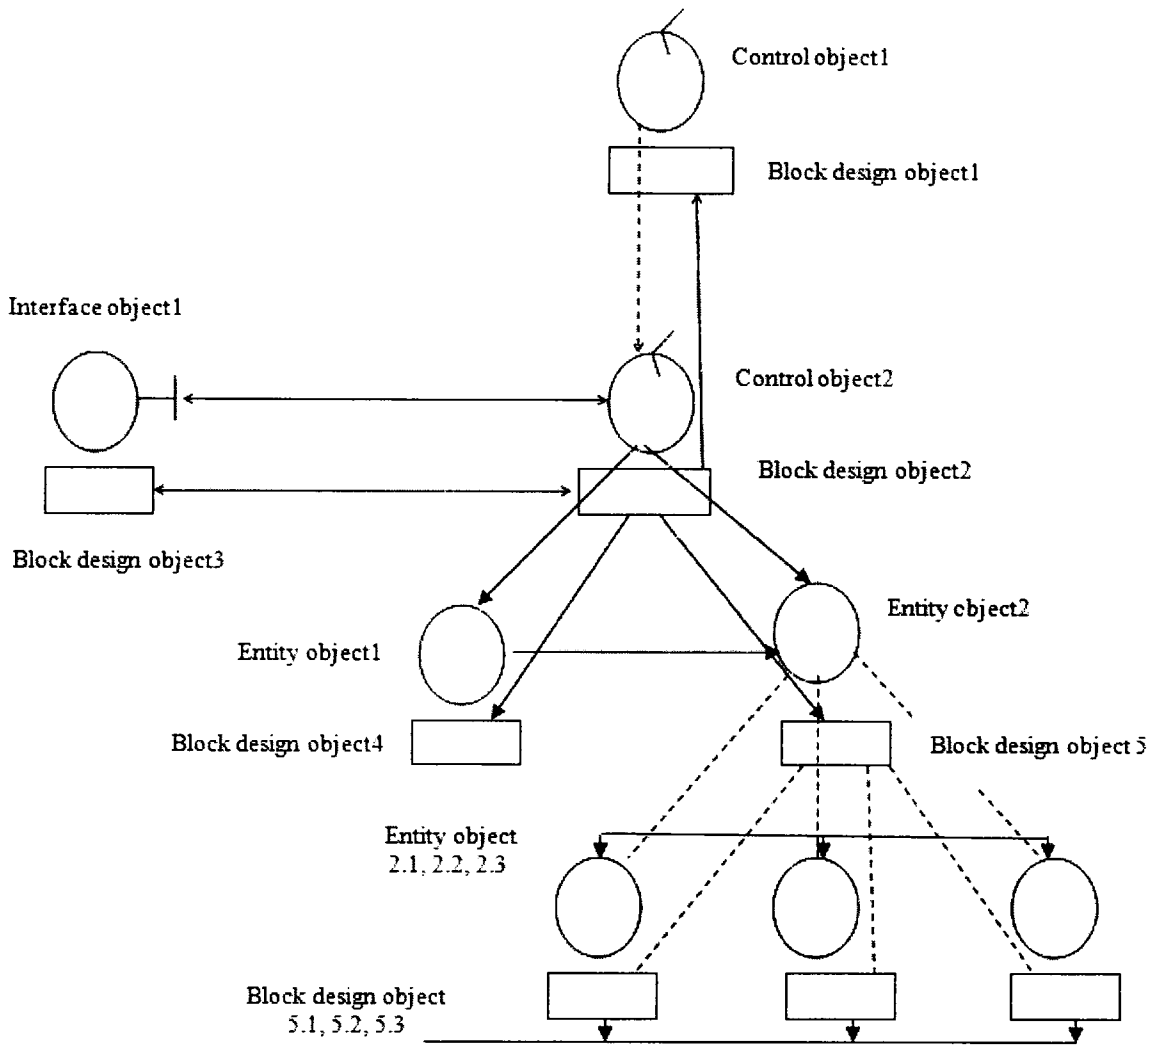 Control object1
Block design object1
Interface object1
Control object2
Block design object2
Block design object3
Entity object2
Entity object1
Block design object4
Block design object 5
Entity object
2.1, 2.2, 2.3
Block design object
5.1, 5.2, 5.3